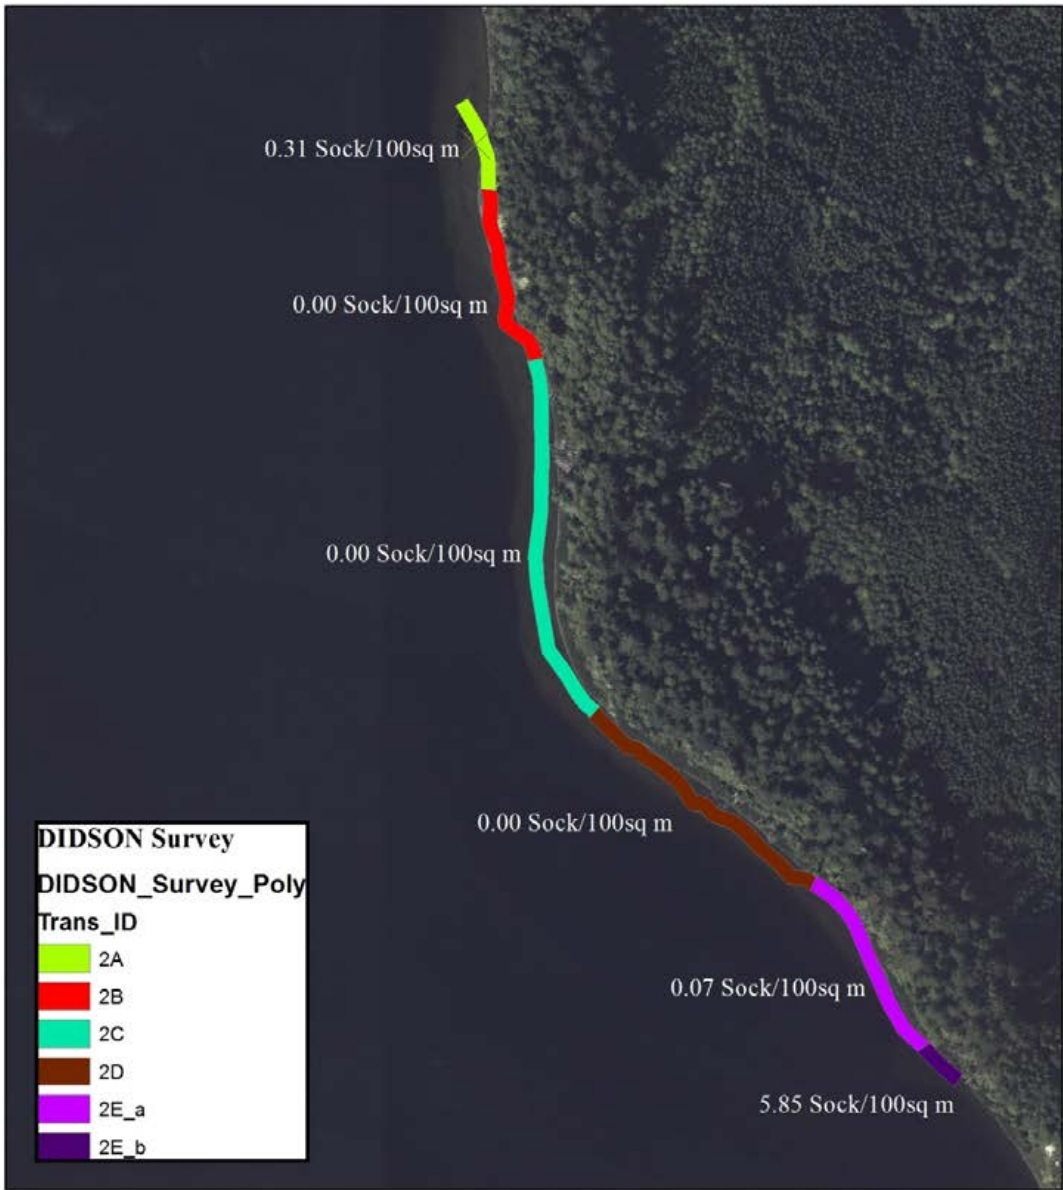 0.31 Sock/100sq m
0.00 Sock/100sq m
0.00 Sock/100sq m
0.00 Sock/100sq m
0.07 Sock/100sq m
5.85 Sock/100sq m
DIDSON Survey
DIDSON_Survey_Poly
Trans_ID
2A
2B
2C
2D
2E_a
2E_b